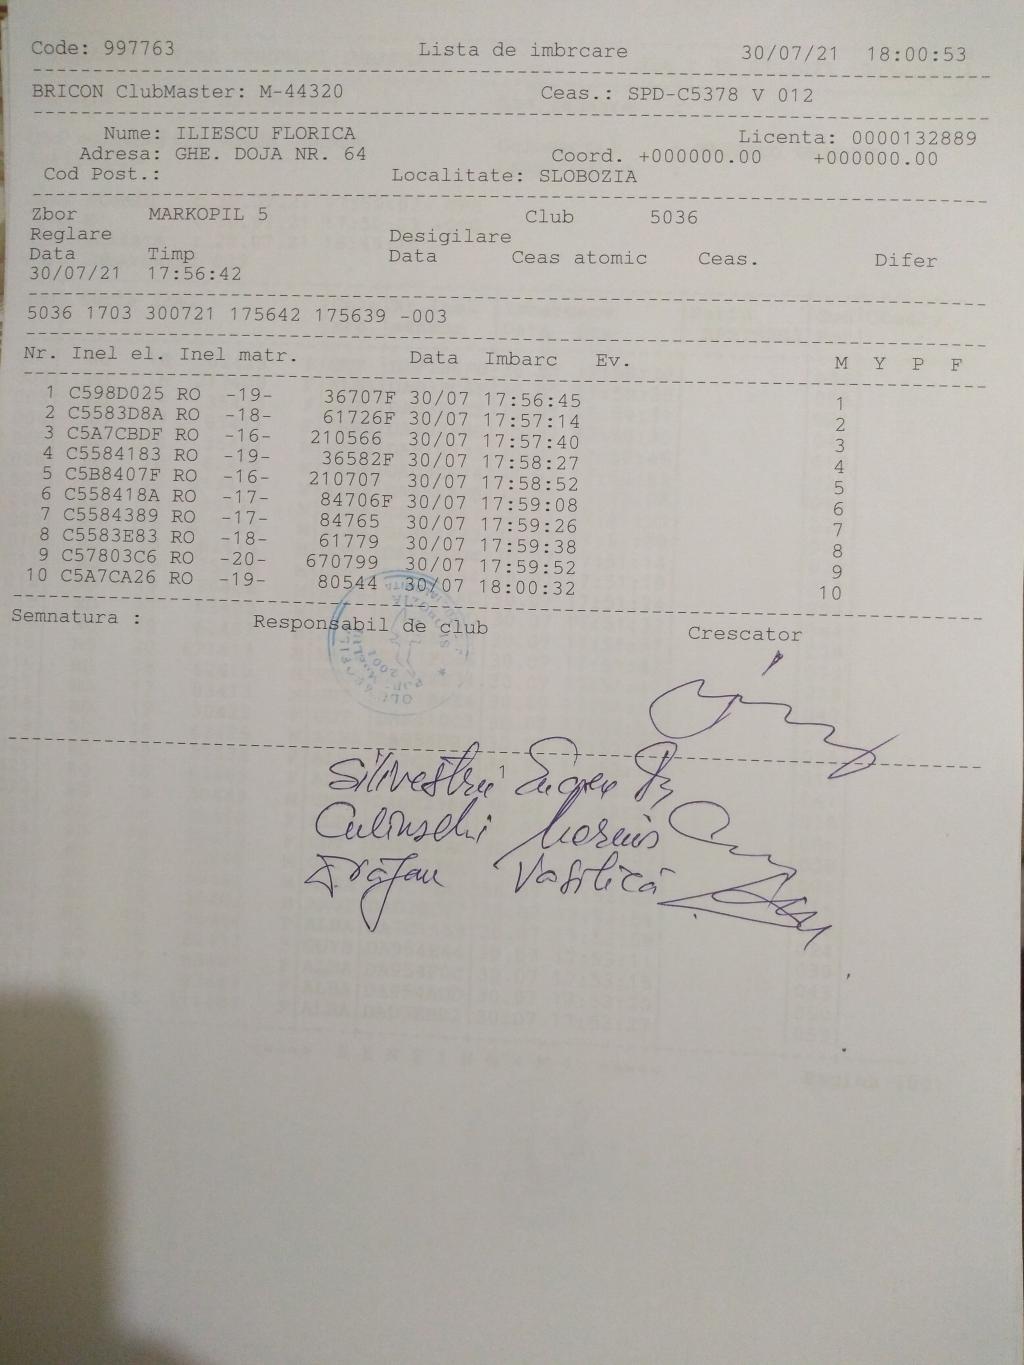 Code: 997763 Lista de imbrcare 30/07/21 18:00:53
BRICON ClubMaster: M-44320 Ceas.: SPD-C5378 V 012
Nume: ILIESCU FLORICA Licenta: 0000132889
Adresa: GHE. DOJA NR. 64 Coord. +000000.00 +000000.00
Cod Post.: Localitate: SLOBOZIA
Zbor MARKOPIL 5 Club 5036
Reglare Desigilare
Data Timp Data Ceas atomic Ceas. Difer
30/07/21 17:56:42
5036 1703 300721 175642 175639 -003
Nr. Inel el. Inel matr. Data Imbarc Ev. M Y P F
1 C598D025 RO -19- 36707F 30/07 17:56:45 1
2 C5583D8A RO -18- 61726F 30/07 17:57:14 2
3 C5A7CBDF RO -16- 210566 30/07 17:57:40 3
4 C5584183 RO -19- 36582F 30/07 17:58:27 4
5 C5B8407F RO -16- 210707 30/07 17:58:52 5
6 C558418A RO -17- 84706F 30/07 17:59:08 6
7 C5584389 RO -17- 84765 30/07 17:59:26 7
8 C5583E83 RO -18- 61779 30/07 17:59:38 8
9 C57803C6 RO -20- 670799 30/07 17:59:52 9
10 C5A7CA26 RO -19- 80544 30/07 18:00:32 10
Semnatura : Responsabil de club Crescator
2001
Silivestru
Culinschi
Drăgan Vasilică